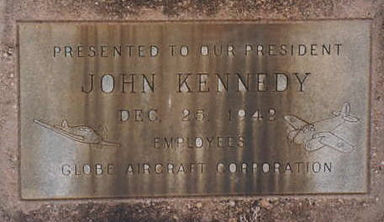 PRESENTED TO OUR PRESIDENT
JOHN KENNEDY
DEC. 25, 1942
EMPLOYEES
GLOBE AIRCRAFT CORPORATION